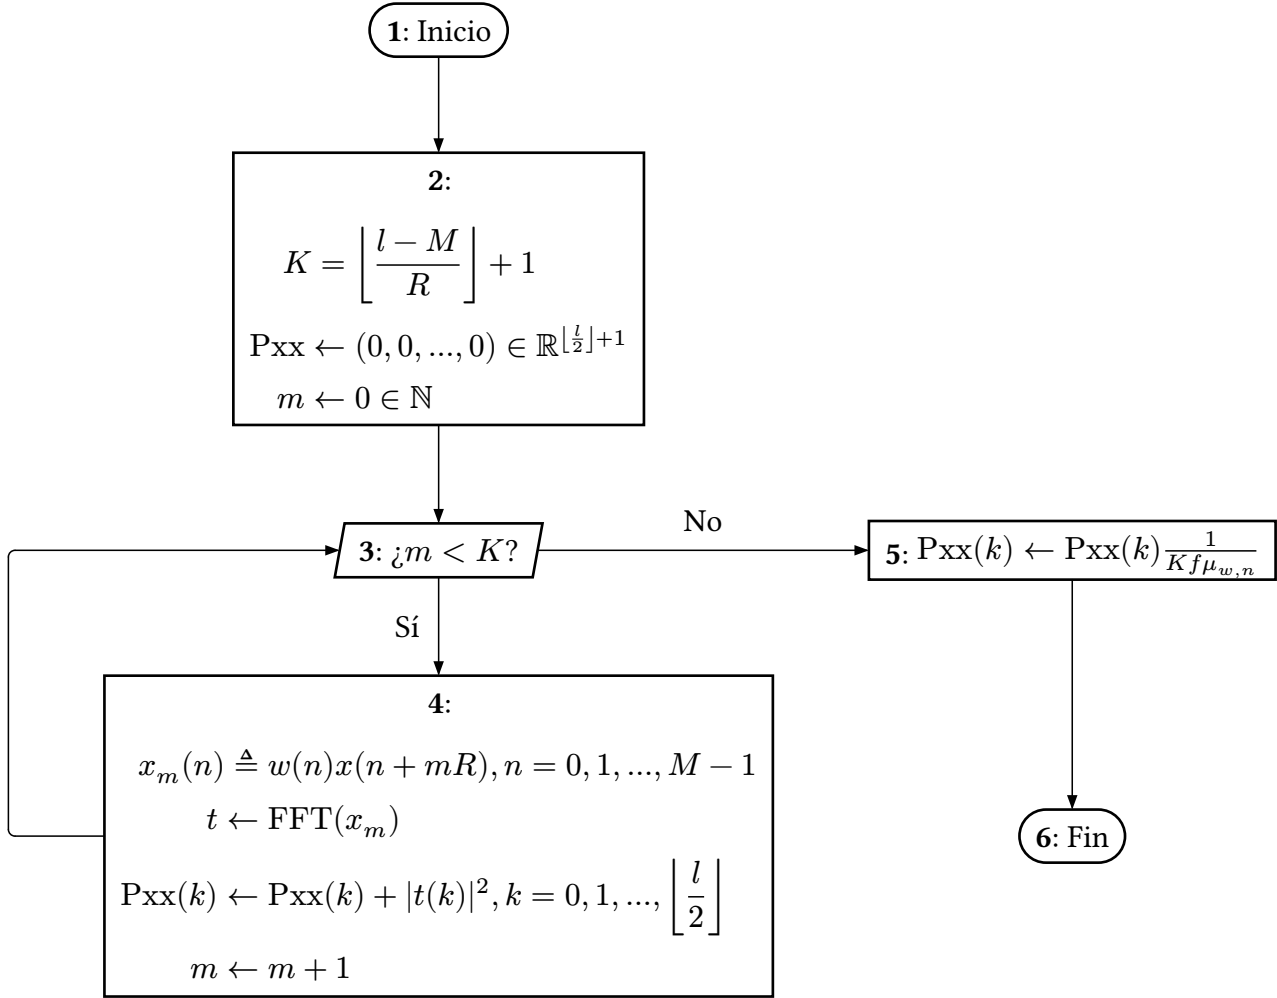 1: Inicio
2:
K = ⌊(l − M)/R⌋ + 1
Pxx ← (0, 0, ..., 0) ∈ ℝ^(⌊l/2⌋+1)
m ← 0 ∈ ℕ
No
3: ¿m < K?
5: Pxx(k) ← Pxx(k) 1/(K f μ_{w,n})
Sí
4:
x_m(n) ≜ w(n)x(n + mR), n = 0, 1, ..., M − 1
t ← FFT(x_m)
6: Fin
Pxx(k) ← Pxx(k) + |t(k)|², k = 0, 1, ..., ⌊l/2⌋
m ← m + 1